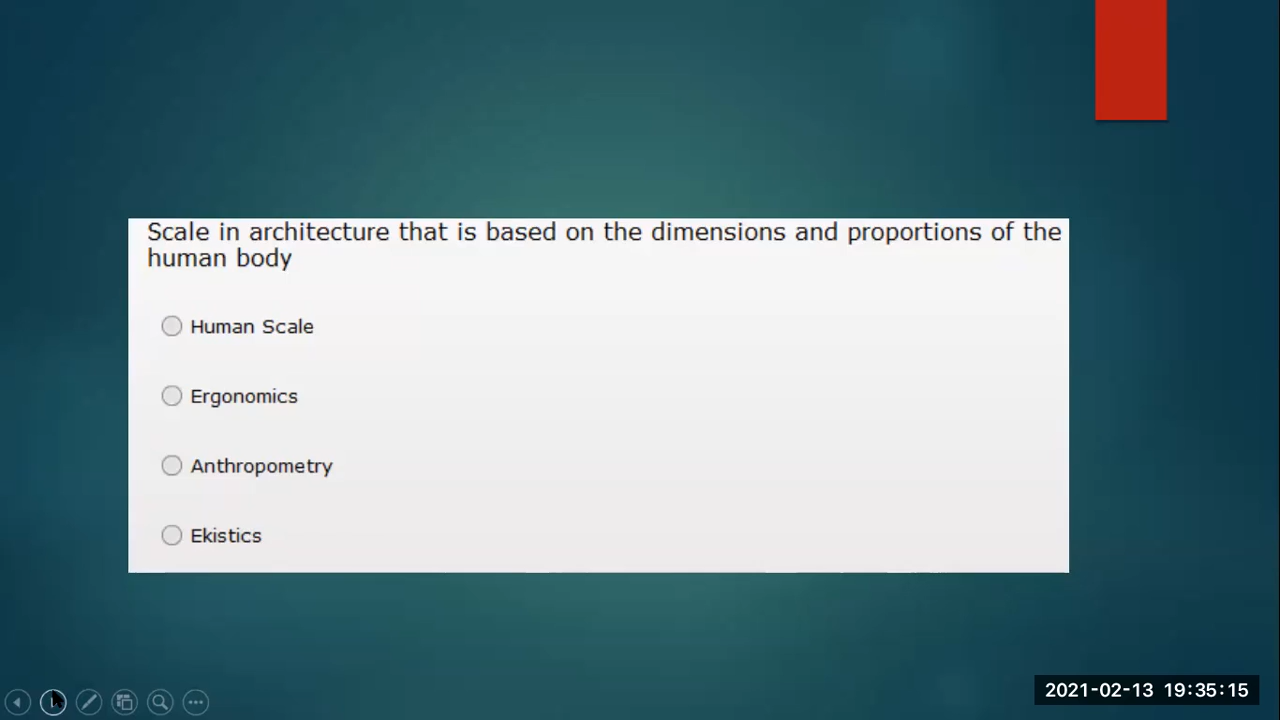 Scale in architecture that is based on the dimensions and proportions of the
human body
Human Scale
Ergonomics
Anthropometry
Ekistics
2021-02-13 19:35:15